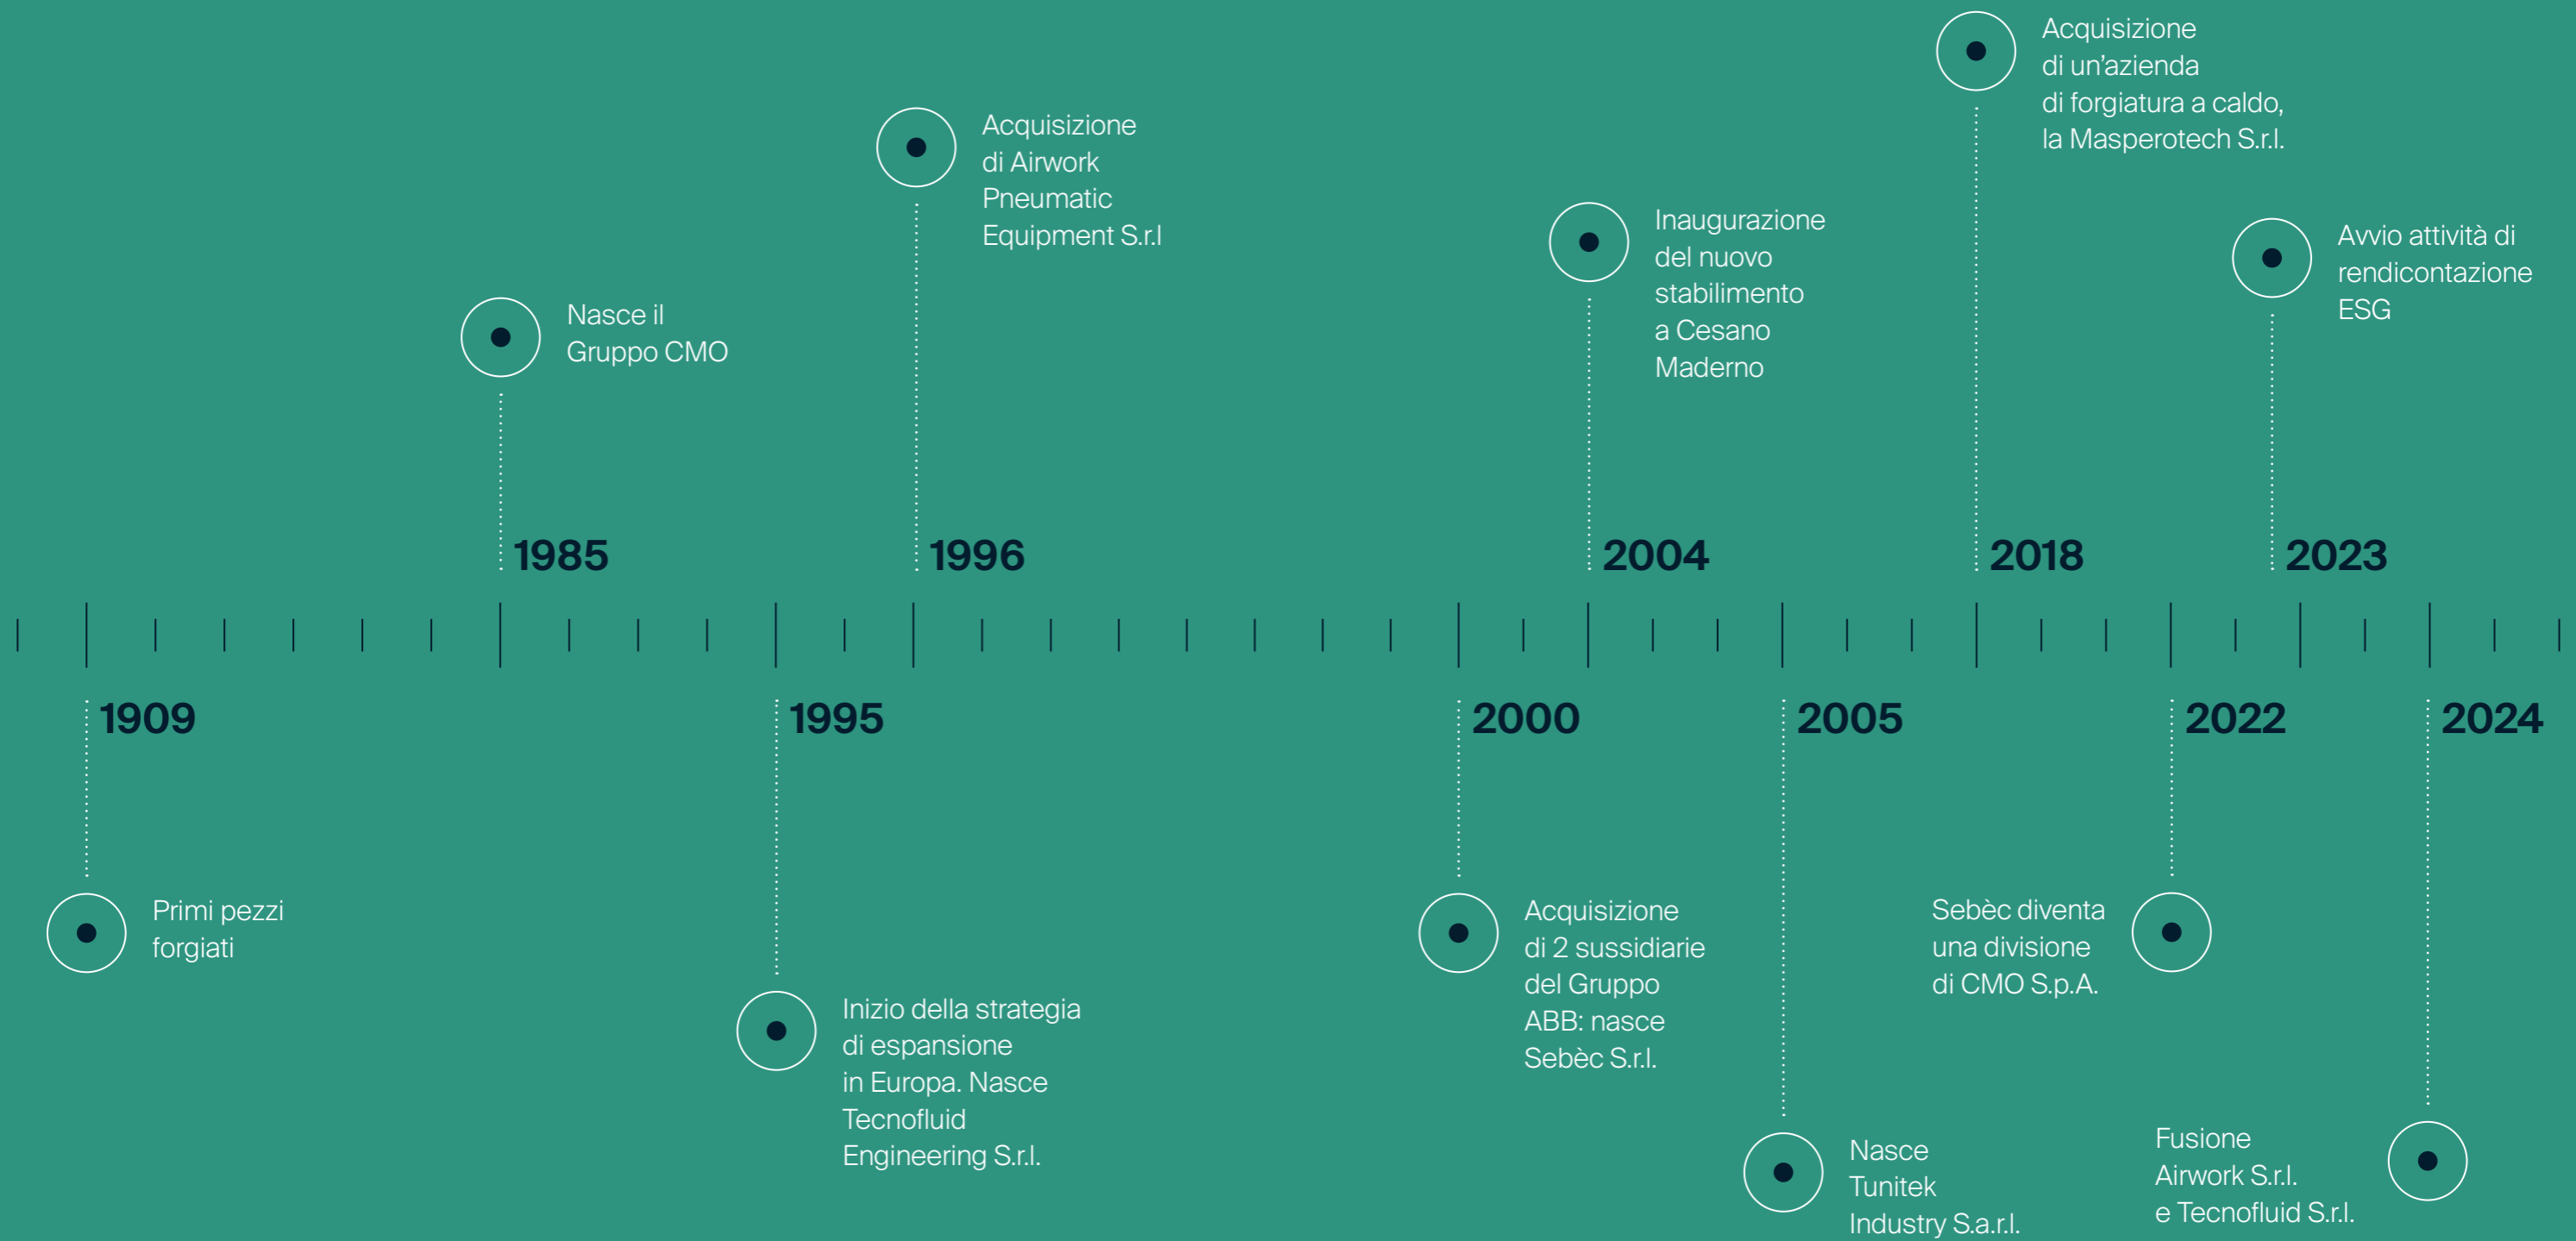 1909
Primi pezzi
forgiati
1985
Nasce il
Gruppo CMO
1995
Inizio della strategia
di espansione
in Europa. Nasce
Tecnofluid
Engineering S.r.l.
1996
Acquisizione
di Airwork
Pneumatic
Equipment S.r.l
2000
Acquisizione
di 2 sussidiarie
del Gruppo
ABB: nasce
Sebèc S.r.l.
2004
Inaugurazione
del nuovo
stabilimento
a Cesano
Maderno
2005
Nasce
Tunitek
Industry S.a.r.l.
2018
Acquisizione
di un’azienda
di forgiatura a caldo,
la Masperotech S.r.l.
2022
Sebèc diventa
una divisione
di CMO S.p.A.
2023
Avvio attività di
rendicontazione
ESG
2024
Fusione
Airwork S.r.l.
e Tecnofluid S.r.l.